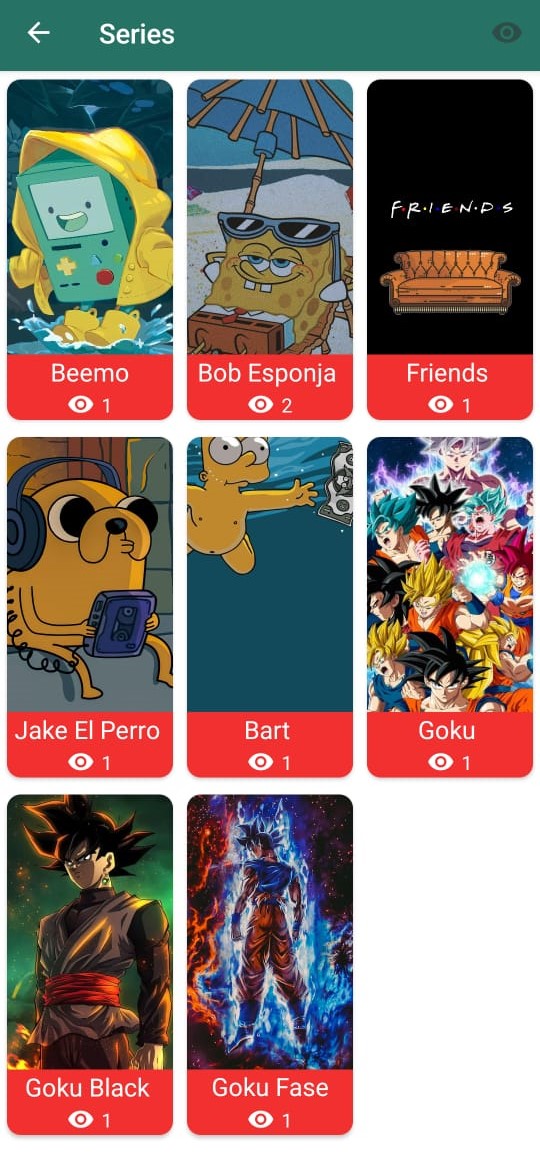 Series
Beemo
1
Bob Esponja
2
F·R·I·E·N·D·S
Friends
1
Jake El Perro
1
Bart
1
Goku
1
Goku Black
1
Goku Fase
1